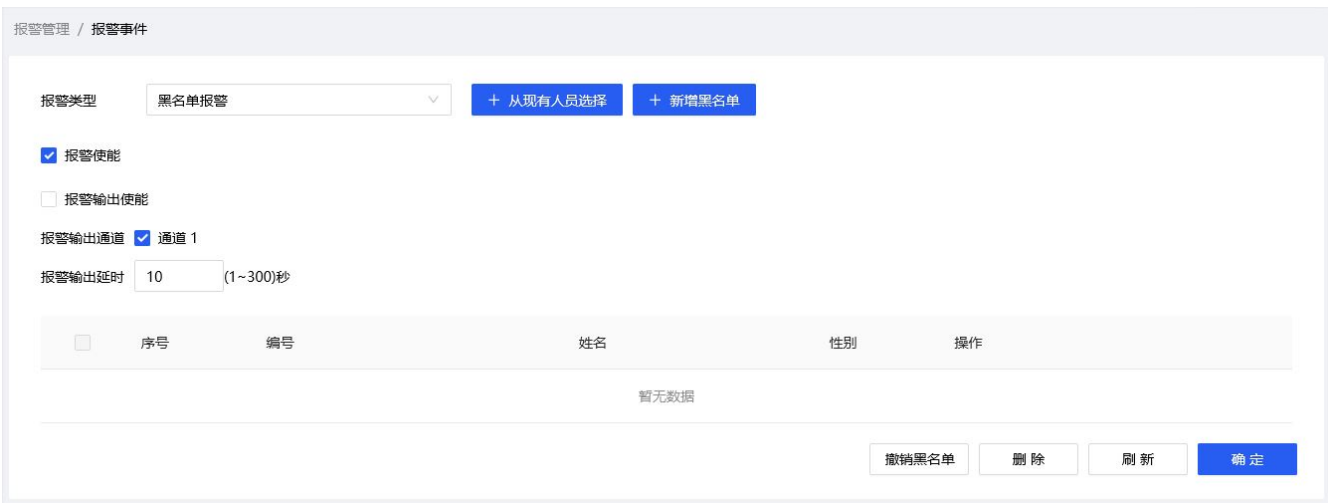 报警管理 / 报警事件
报警类型 黑名单报警 + 从现有人员选择 + 新增黑名单
报警使能
报警输出使能
报警输出通道 通道 1
报警输出延时 10 (1~300)秒
序号 编号 姓名 性别 操作
暂无数据
撤销黑名单 删 除 刷 新 确 定